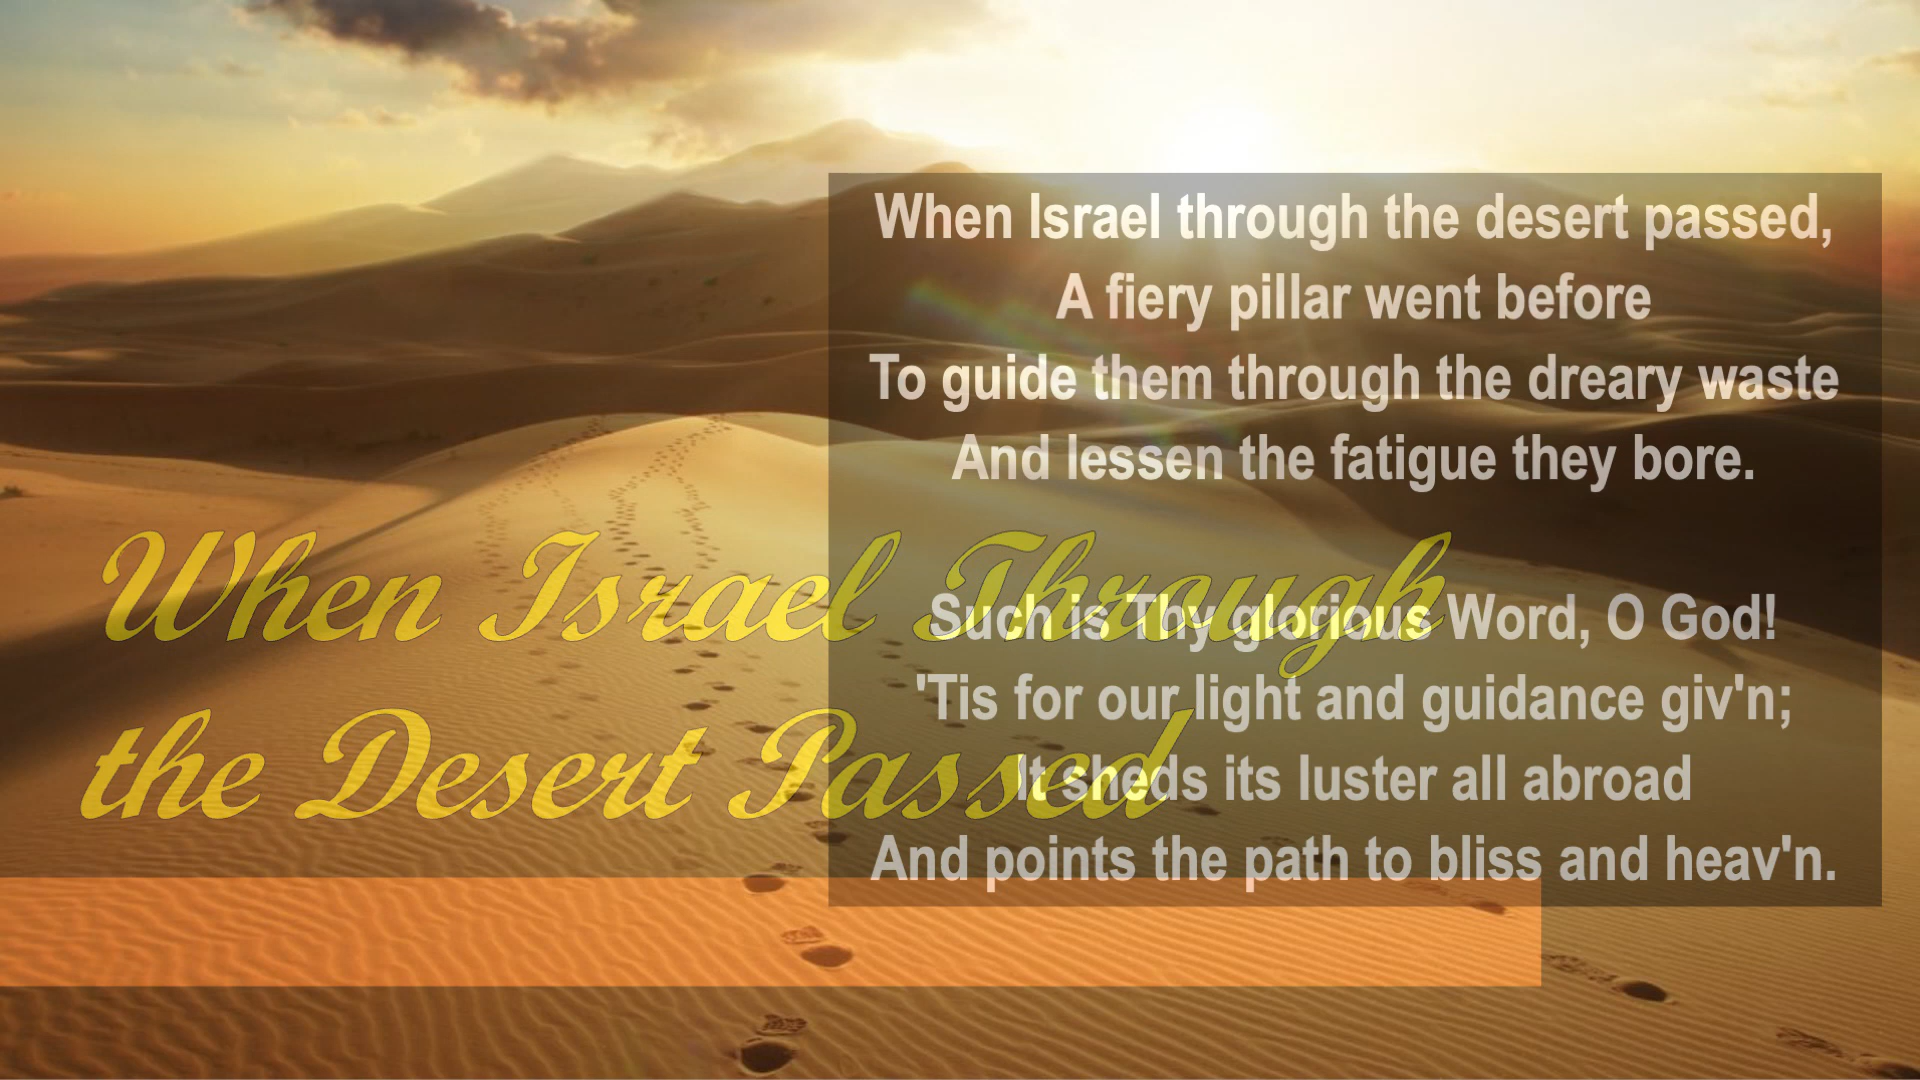 When Israel through the desert passed,
A fiery pillar went before
To guide them through the dreary waste
And lessen the fatigue they bore.
When Israel Through
the Desert Passed
Such is Thy glorious Word, O God!
'Tis for our light and guidance giv'n;
It sheds its luster all abroad
And points the path to bliss and heav'n.